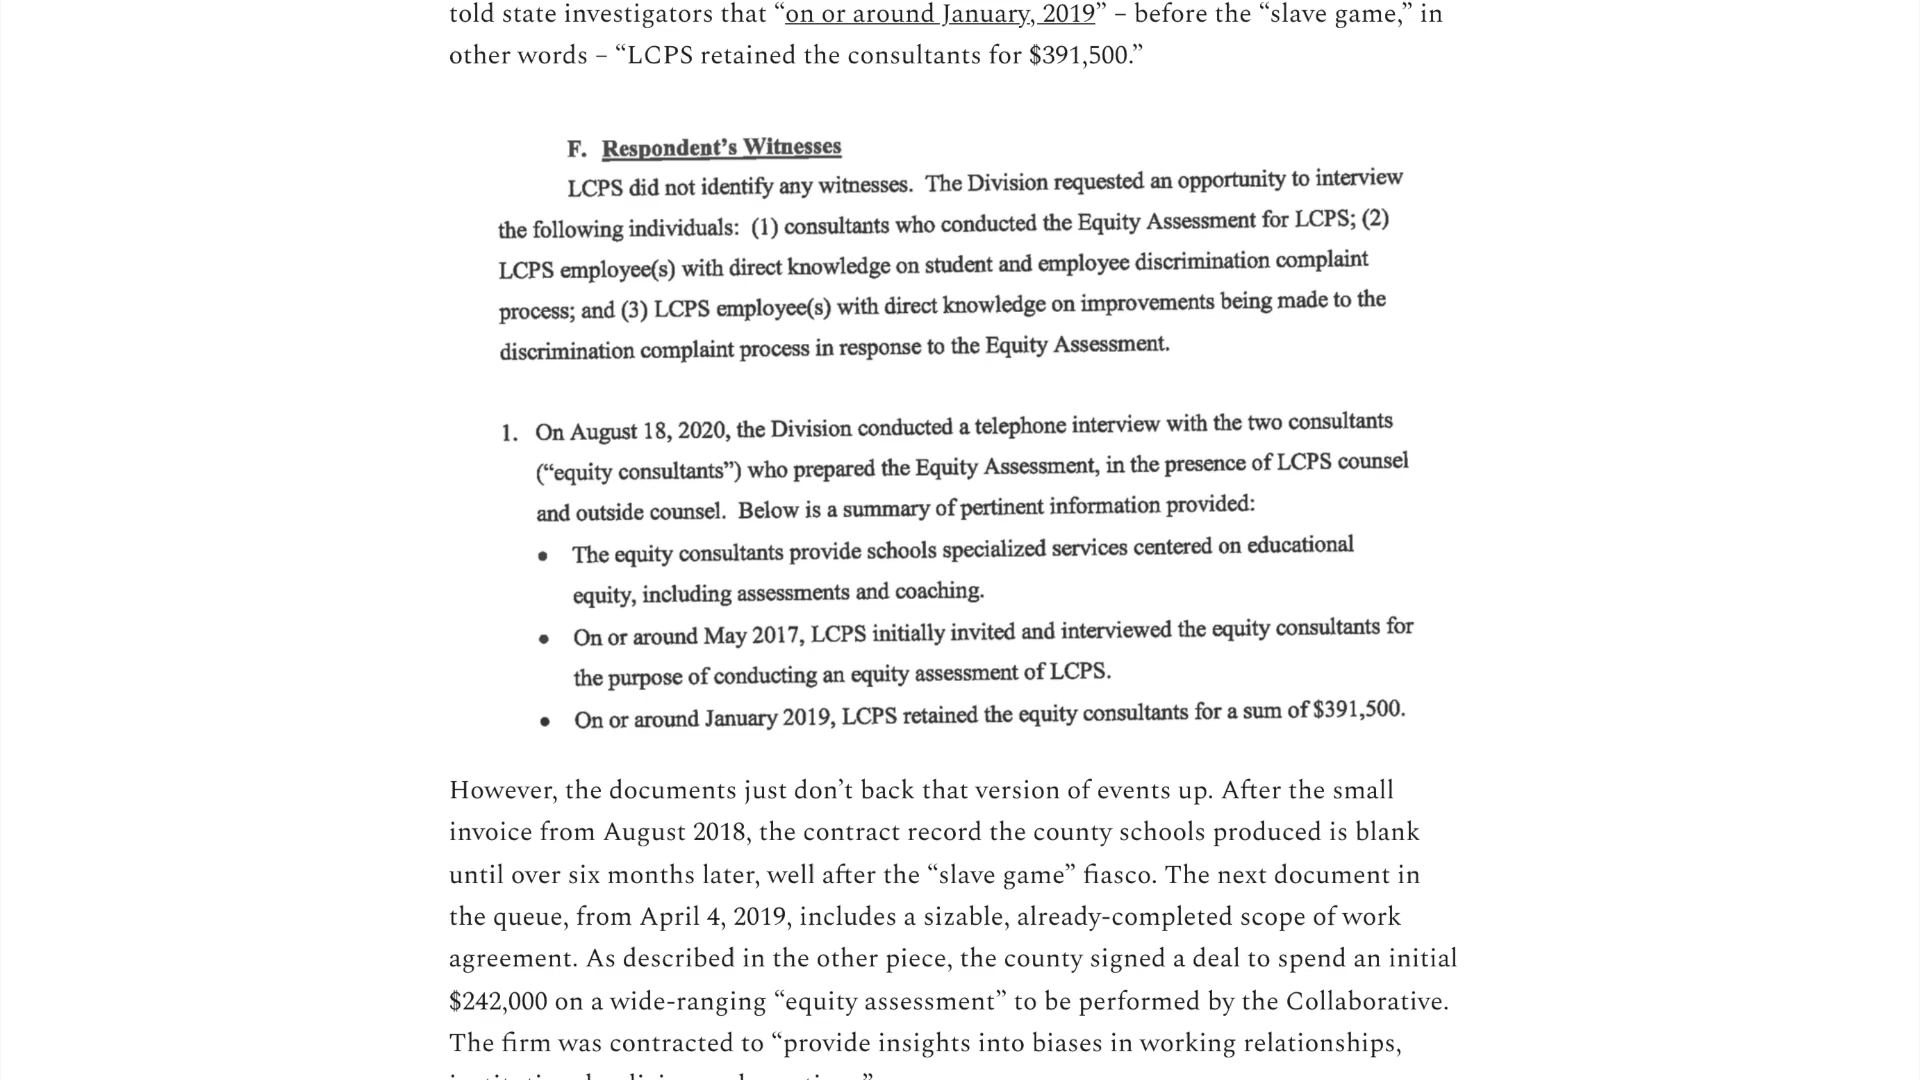 told state investigators that “on or around January, 2019” – before the “slave game,” in
other words – “LCPS retained the consultants for $391,500.”
F. Respondent’s Witnesses
LCPS did not identify any witnesses. The Division requested an opportunity to interview
the following individuals: (1) consultants who conducted the Equity Assessment for LCPS; (2)
LCPS employee(s) with direct knowledge on student and employee discrimination complaint
process; and (3) LCPS employee(s) with direct knowledge on improvements being made to the
discrimination complaint process in response to the Equity Assessment.
1. On August 18, 2020, the Division conducted a telephone interview with the two consultants
(“equity consultants”) who prepared the Equity Assessment, in the presence of LCPS counsel
and outside counsel. Below is a summary of pertinent information provided:
• The equity consultants provide schools specialized services centered on educational
equity, including assessments and coaching.
• On or around May 2017, LCPS initially invited and interviewed the equity consultants for
the purpose of conducting an equity assessment of LCPS.
• On or around January 2019, LCPS retained the equity consultants for a sum of $391,500.
However, the documents just don’t back that version of events up. After the small
invoice from August 2018, the contract record the county schools produced is blank
until over six months later, well after the “slave game” fiasco. The next document in
the queue, from April 4, 2019, includes a sizable, already-completed scope of work
agreement. As described in the other piece, the county signed a deal to spend an initial
$242,000 on a wide-ranging “equity assessment” to be performed by the Collaborative.
The firm was contracted to “provide insights into biases in working relationships,